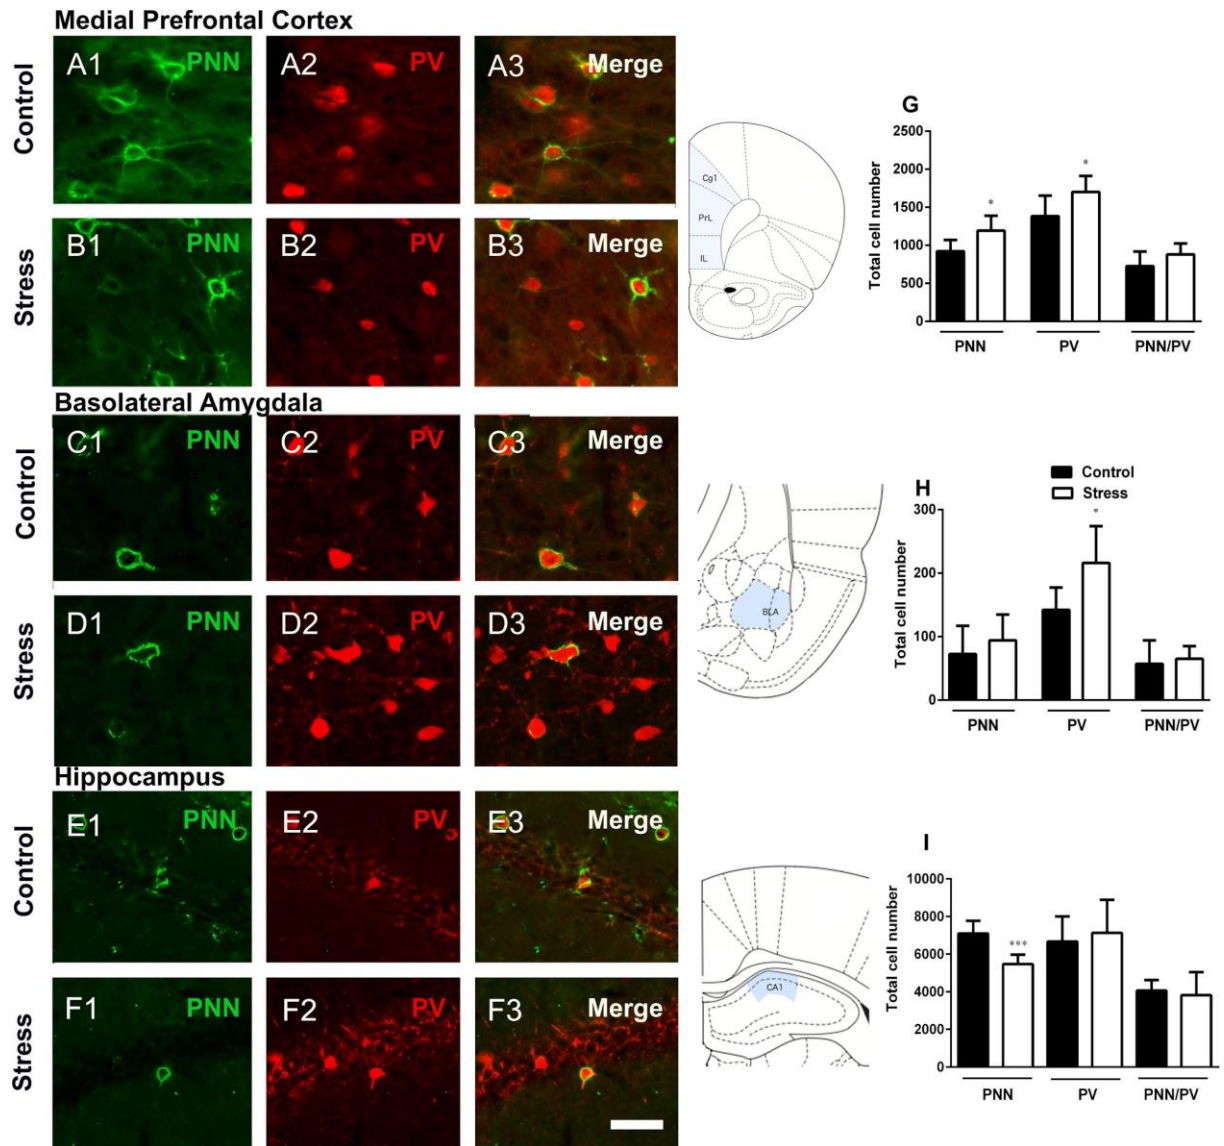 Medial Prefrontal Cortex
Control
A1 PNN
A2 PV
A3 Merge
Stress
B1 PNN
B2 PV
B3 Merge
Cg1
PrL
IL
G
Total cell number
2500
2000
1500
1000
500
0
*
*
PNN
PV
PNN/PV
Basolateral Amygdala
Control
C1 PNN
C2 PV
C3 Merge
Stress
D1 PNN
D2 PV
D3 Merge
BLA
H
Control
Stress
Total cell number
300
200
100
0
*
PNN
PV
PNN/PV
Hippocampus
Control
E1 PNN
E2 PV
E3 Merge
Stress
F1 PNN
F2 PV
F3 Merge
CA1
I
Total cell number
10000
8000
6000
4000
2000
0
***
PNN
PV
PNN/PV